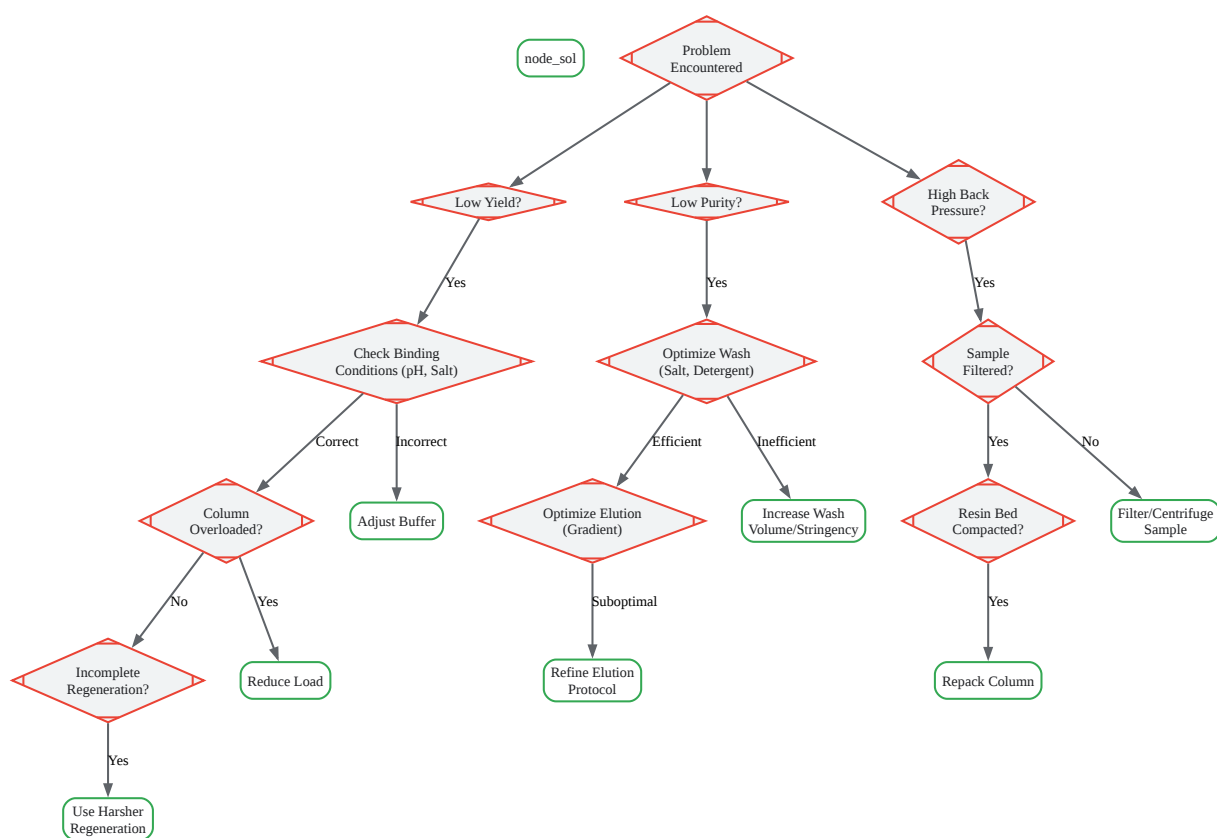 node_sol
Problem
Encountered
Low Yield?
Low Purity?
High Back
Pressure?
Yes
Yes
Yes
Check Binding
Conditions (pH, Salt)
Optimize Wash
(Salt, Detergent)
Sample
Filtered?
Correct
Incorrect
Efficient
Inefficient
Yes
No
Column
Overloaded?
Adjust Buffer
Optimize Elution
(Gradient)
Increase Wash
Volume/Stringency
Resin Bed
Compacted?
Filter/Centrifuge
Sample
No
Yes
Suboptimal
Yes
Incomplete
Regeneration?
Reduce Load
Refine Elution
Protocol
Repack Column
Yes
Use Harsher
Regeneration